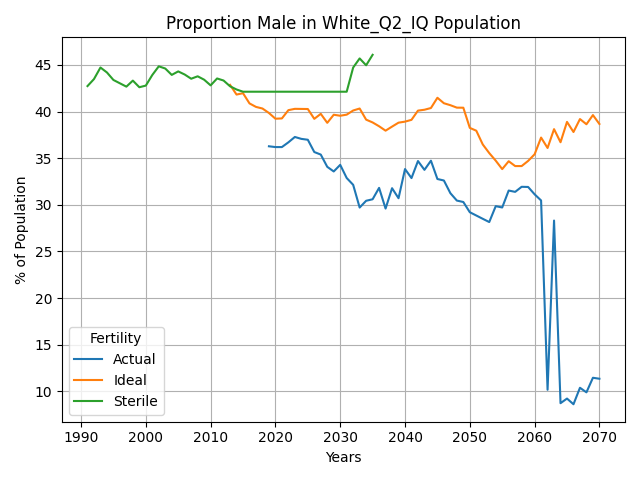 Proportion Male in White_Q2_IQ Population
% of Population
45
40
35
30
25
20
15
10
Fertility
Actual
Ideal
Sterile
1990 2000 2010 2020 2030 2040 2050 2060 2070
Years